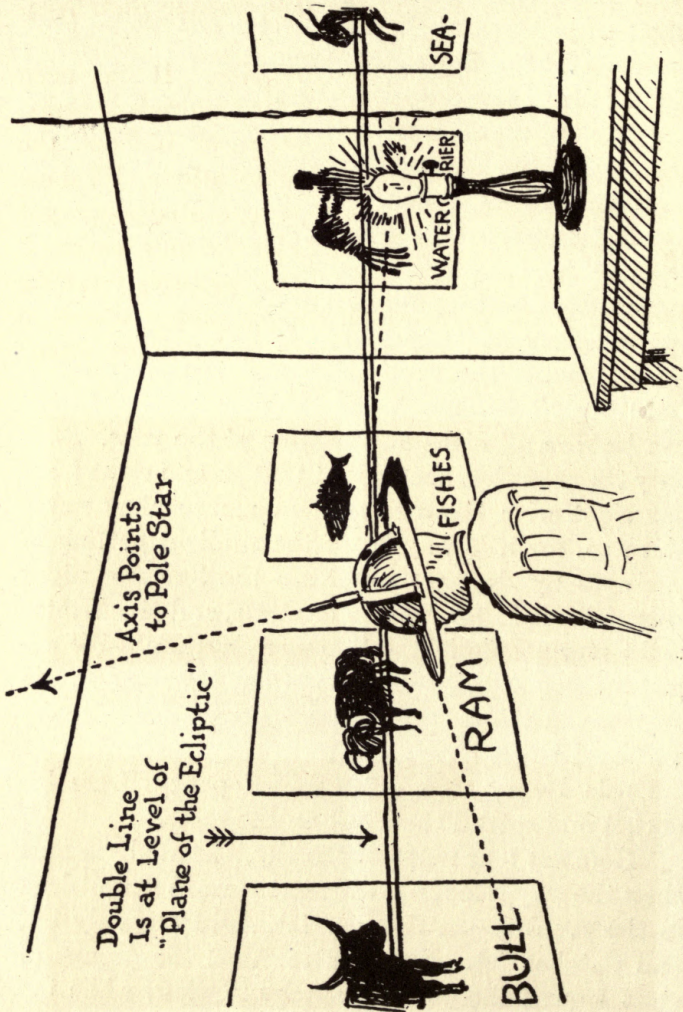 Double Line
Is at Level of
"Plane of the Ecliptic"
Axis Points
to Pole Star
BULL
RAM
FISHES
WATER C RIER
SEA-